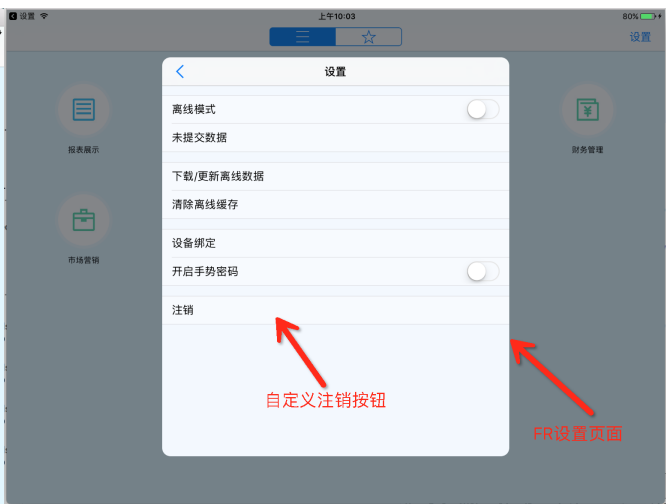 设置 上午10:03 80%
设置
设置
离线模式
未提交数据
下载/更新离线数据
清除离线缓存
设备绑定
开启手势密码
注销
报表展示
财务管理
市场营销
自定义注销按钮
FR设置页面